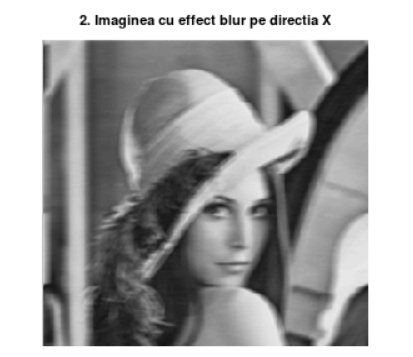 2. Imaginea cu effect blur pe directia X